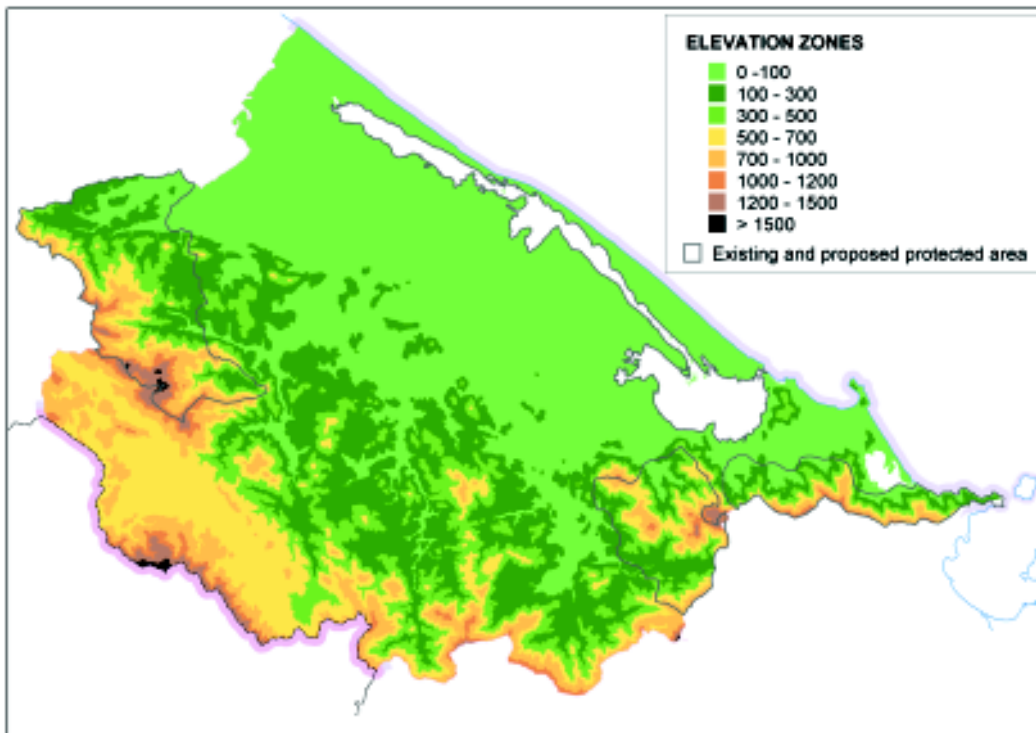 ELEVATION ZONES
0 -100
100 - 300
300 - 500
500 - 700
700 - 1000
1000 - 1200
1200 - 1500
> 1500
Existing and proposed protected area